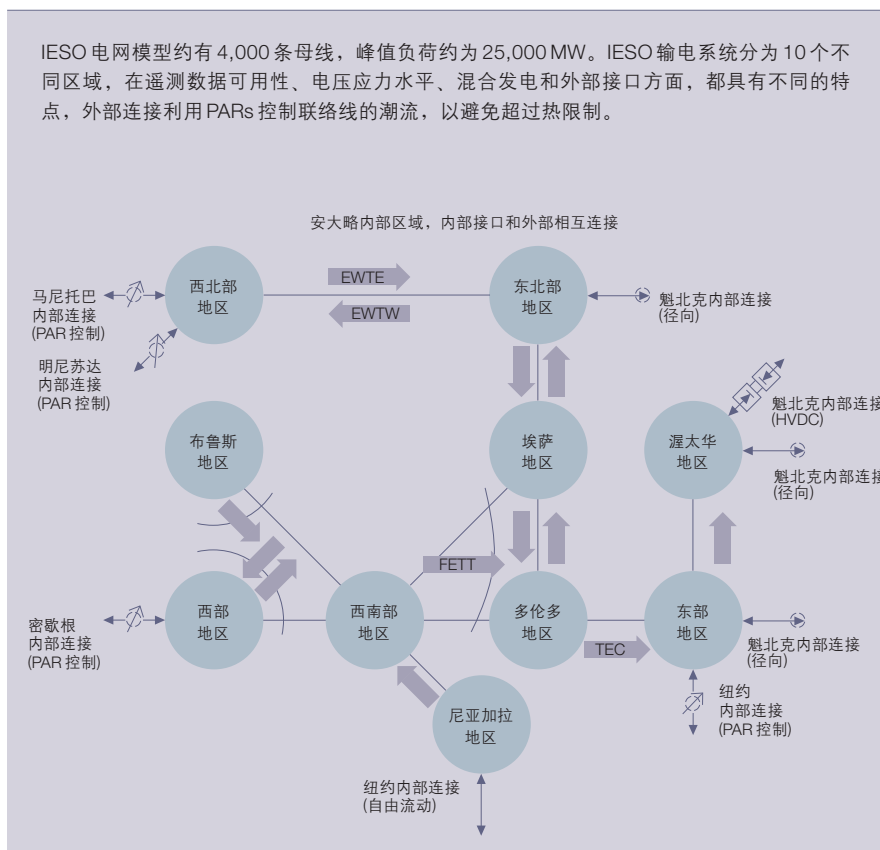 IESO 电网模型约有 4,000 条母线，峰值负荷约为 25,000 MW。IESO 输电系统分为 10 个不
同区域，在遥测数据可用性、电压应力水平、混合发电和外部接口方面，都具有不同的特
点，外部连接利用 PARs 控制联络线的潮流，以避免超过热限制。
安大略内部区域，内部接口和外部相互连接
西北部
地区
EWTE
EWTW
东北部
地区
马尼托巴
内部连接
(PAR 控制)
魁北克内部连接
(径向)
明尼苏达
内部连接
(PAR 控制)
布鲁斯
地区
埃萨
地区
渥太华
地区
魁北克内部连接
(HVDC)
魁北克内部连接
(径向)
FETT
西部
地区
西南部
地区
多伦多
地区
东部
地区
密歇根
内部连接
(PAR 控制)
TEC
魁北克内部连接
(径向)
尼亚加拉
地区
纽约
内部连接
(PAR 控制)
纽约内部连接
(自由流动)